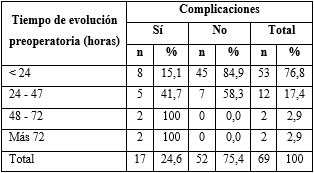 Tiempo de evolución preoperatoria (horas) Complicaciones
Sí No Total
n % n % n %
< 24 8 15,1 45 84,9 53 76,8
24 - 47 5 41,7 7 58,3 12 17,4
48 - 72 2 100 0 0,0 2 2,9
Más 72 2 100 0 0,0 2 2,9
Total 17 24,6 52 75,4 69 100